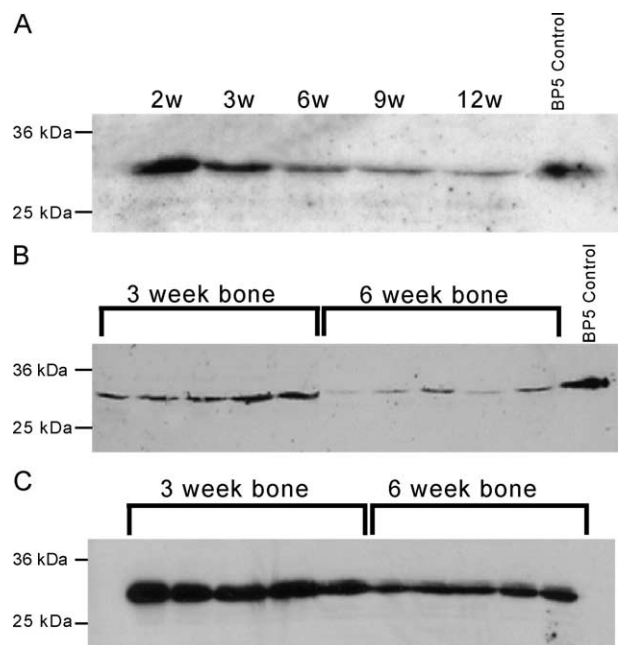 A
2w 3w 6w 9w 12w BP5 Control
36 kDa
25 kDa
B
3 week bone 6 week bone BP5 Control
36 kDa
25 kDa
C
3 week bone 6 week bone
36 kDa
25 kDa